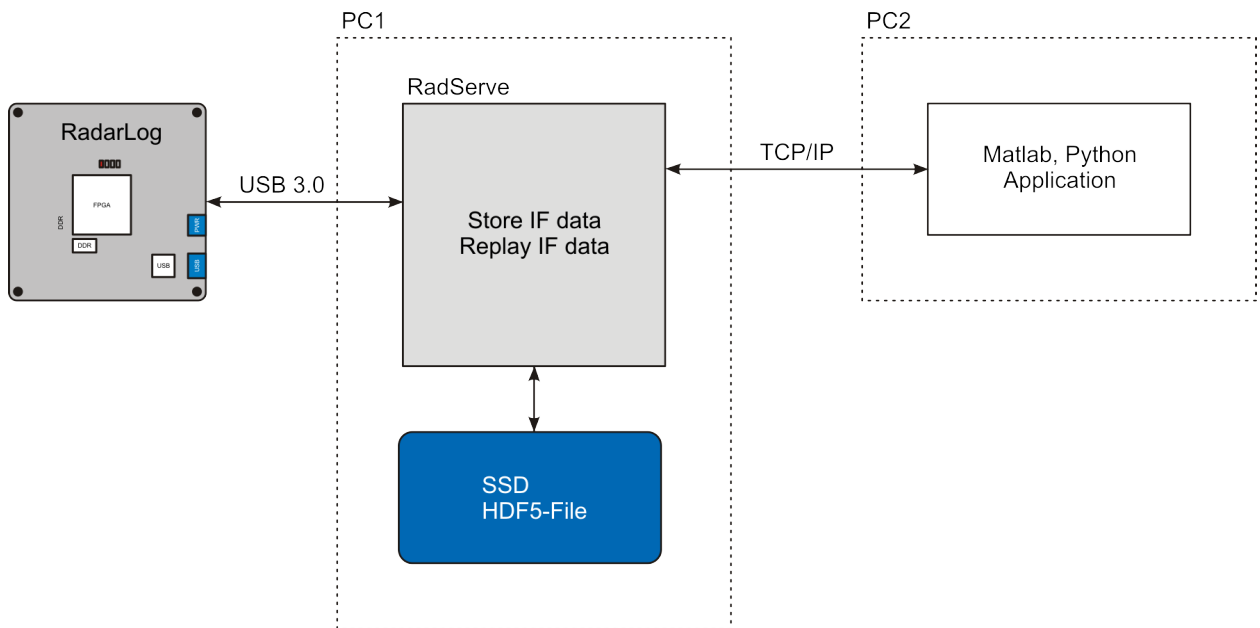 PC1
PC2
RadServe
RadarLog
FPGA
DDR
DDR
USB
PWR
USB
USB 3.0
Store IF data
Replay IF data
TCP/IP
Matlab, Python
Application
SSD
HDF5-File